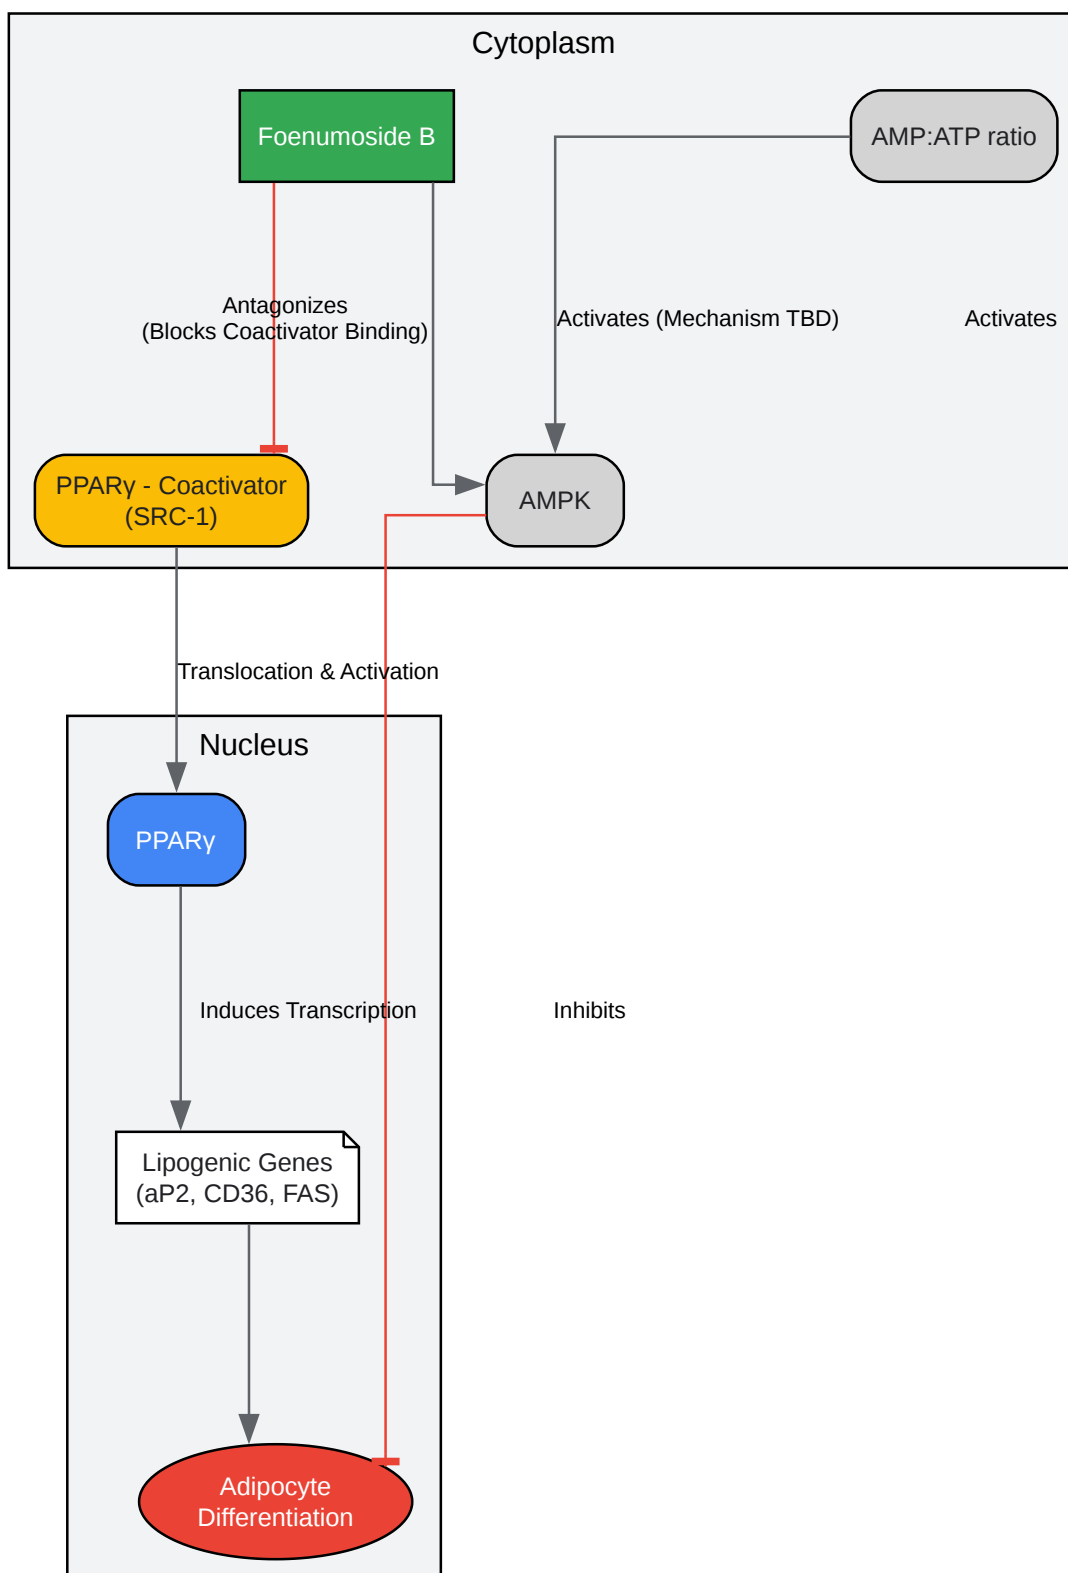 Cytoplasm
Foenumoside B
AMP:ATP ratio
Antagonizes
(Blocks Coactivator Binding)
Activates (Mechanism TBD)
Activates
PPARγ - Coactivator
(SRC-1)
AMPK
Translocation & Activation
Nucleus
PPARγ
Induces Transcription
Inhibits
Lipogenic Genes
(aP2, CD36, FAS)
Adipocyte
Differentiation